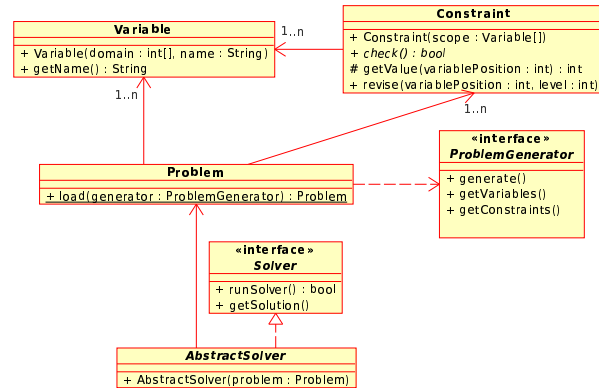 Variable
+ Variable(domain : int[], name : String)
+ getName() : String
1..n
Constraint
+ Constraint(scope : Variable[])
+ check() : bool
# getValue(variablePosition : int) : int
+ revise(variablePosition : int, level : int)
1..n
1..n
Problem
+ load(generator : ProblemGenerator) : Problem
«interface»
ProblemGenerator
+ generate()
+ getVariables()
+ getConstraints()
«interface»
Solver
+ runSolver() : bool
+ getSolution()
AbstractSolver
+ AbstractSolver(problem : Problem)